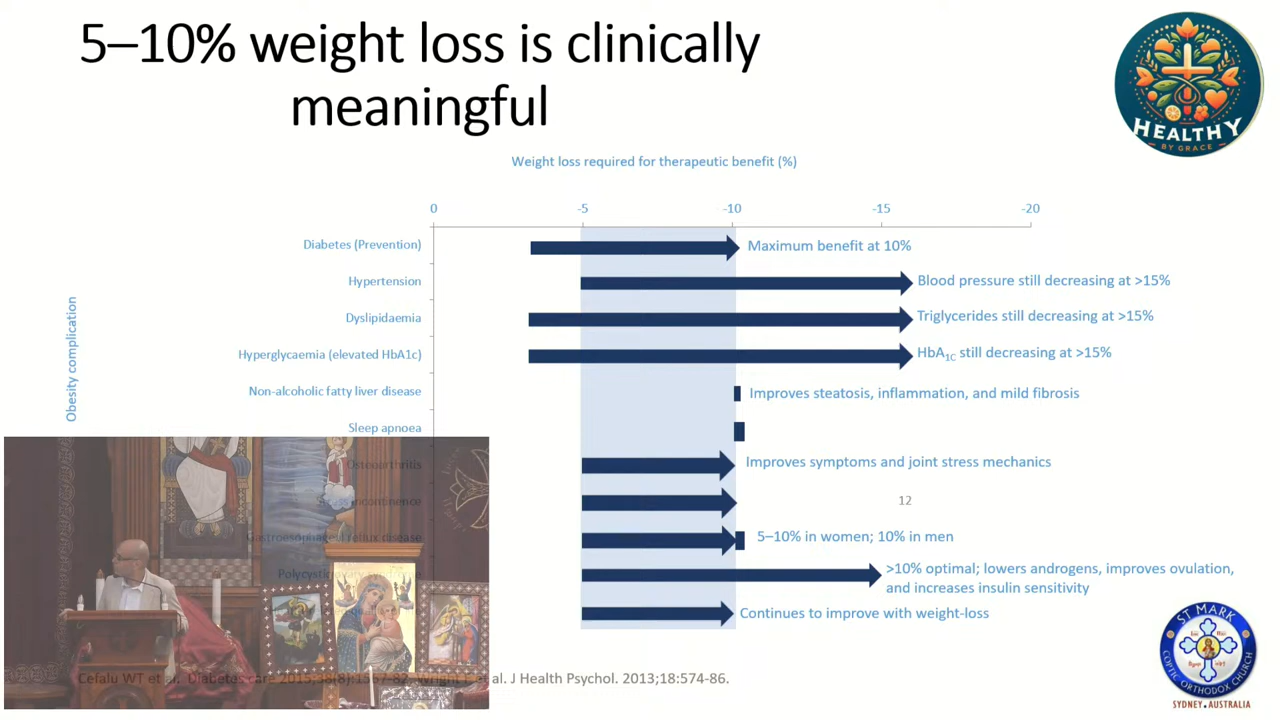 5–10% weight loss is clinically
meaningful
HEALTHY
BY GRACE
Weight loss required for therapeutic benefit (%)
0 -5 -10 -15 -20
Obesity complication
Diabetes (Prevention) Maximum benefit at 10%
Hypertension Blood pressure still decreasing at >15%
Dyslipidaemia Triglycerides still decreasing at >15%
Hyperglycaemia (elevated HbA1c) HbA1C still decreasing at >15%
Non-alcoholic fatty liver disease Improves steatosis, inflammation, and mild fibrosis
Sleep apnoea
Osteoarthritis Improves symptoms and joint stress mechanics
incontinence 12
Gastroesophageal reflux disease 5–10% in women; 10% in men
Polycystic >10% optimal; lowers androgens, improves ovulation,
and increases insulin sensitivity
Continues to improve with weight-loss
Cefalu WT et al. Diabetes care 2015;38(8):1567-82. Wright F et al. J Health Psychol. 2013;18:574-86.
ST MARK
COPTIC ORTHODOX CHURCH
SYDNEY AUSTRALIA